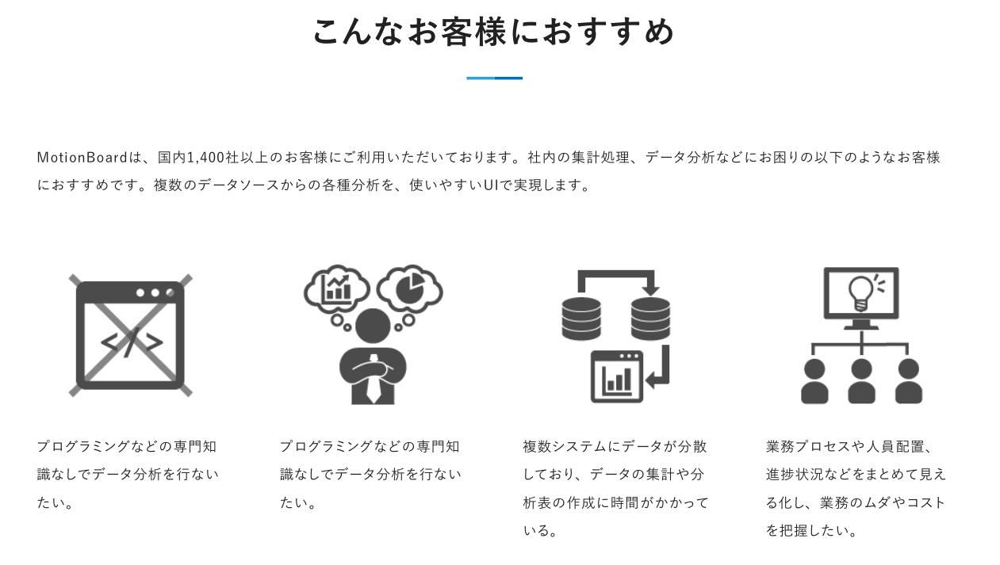 こんなお客様におすすめ
MotionBoardは、国内1,400社以上のお客様にご利用いただいております。社内の集計処理、データ分析などにお困りの以下のようなお客様
におすすめです。複数のデータソースからの各種分析を、使いやすいUIで実現します。
</>
プログラミングなどの専門知
識なしでデータ分析を行ない
たい。
プログラミングなどの専門知
識なしでデータ分析を行ない
たい。
複数システムにデータが分散
しており、データの集計や分
析表の作成に時間がかかって
いる。
業務プロセスや人員配置、
進捗状況などをまとめて見え
る化し、業務のムダやコスト
を把握したい。